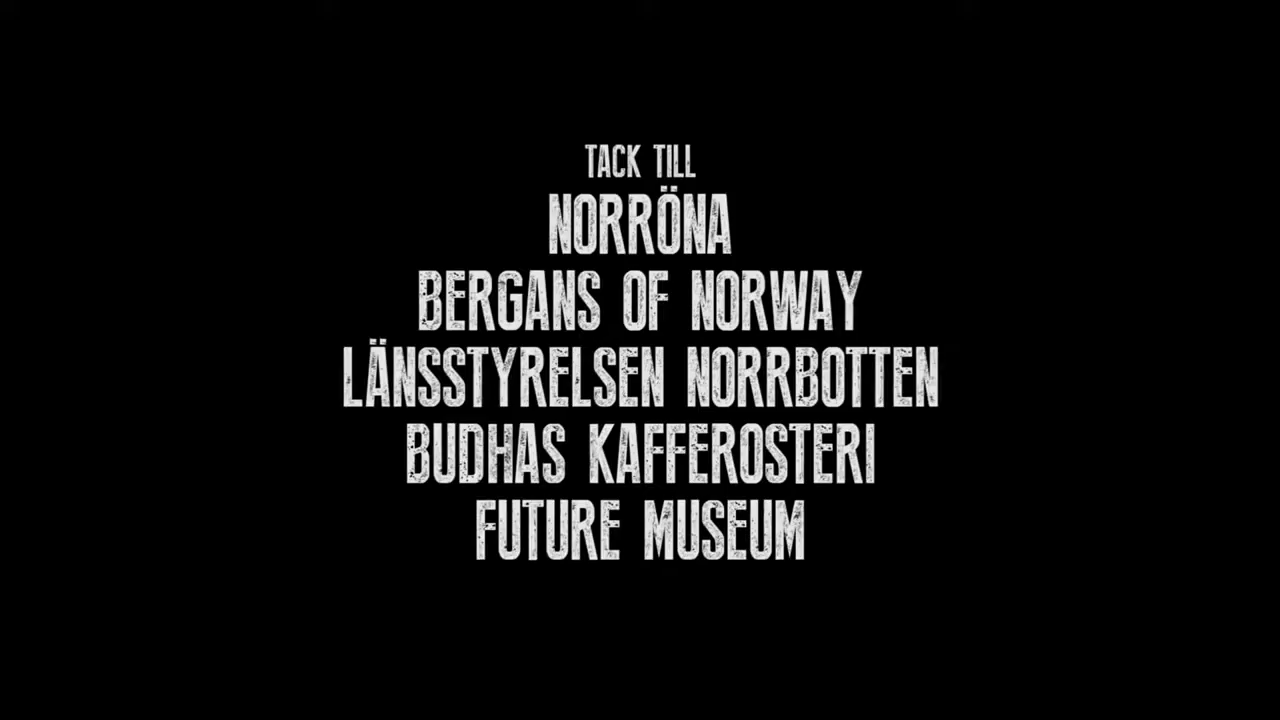 TACK TILL
NORRÖNA
BERGANS OF NORWAY
LÄNSSTYRELSEN NORRBOTTEN
BUDHAS KAFFEROSTERI
FUTURE MUSEUM